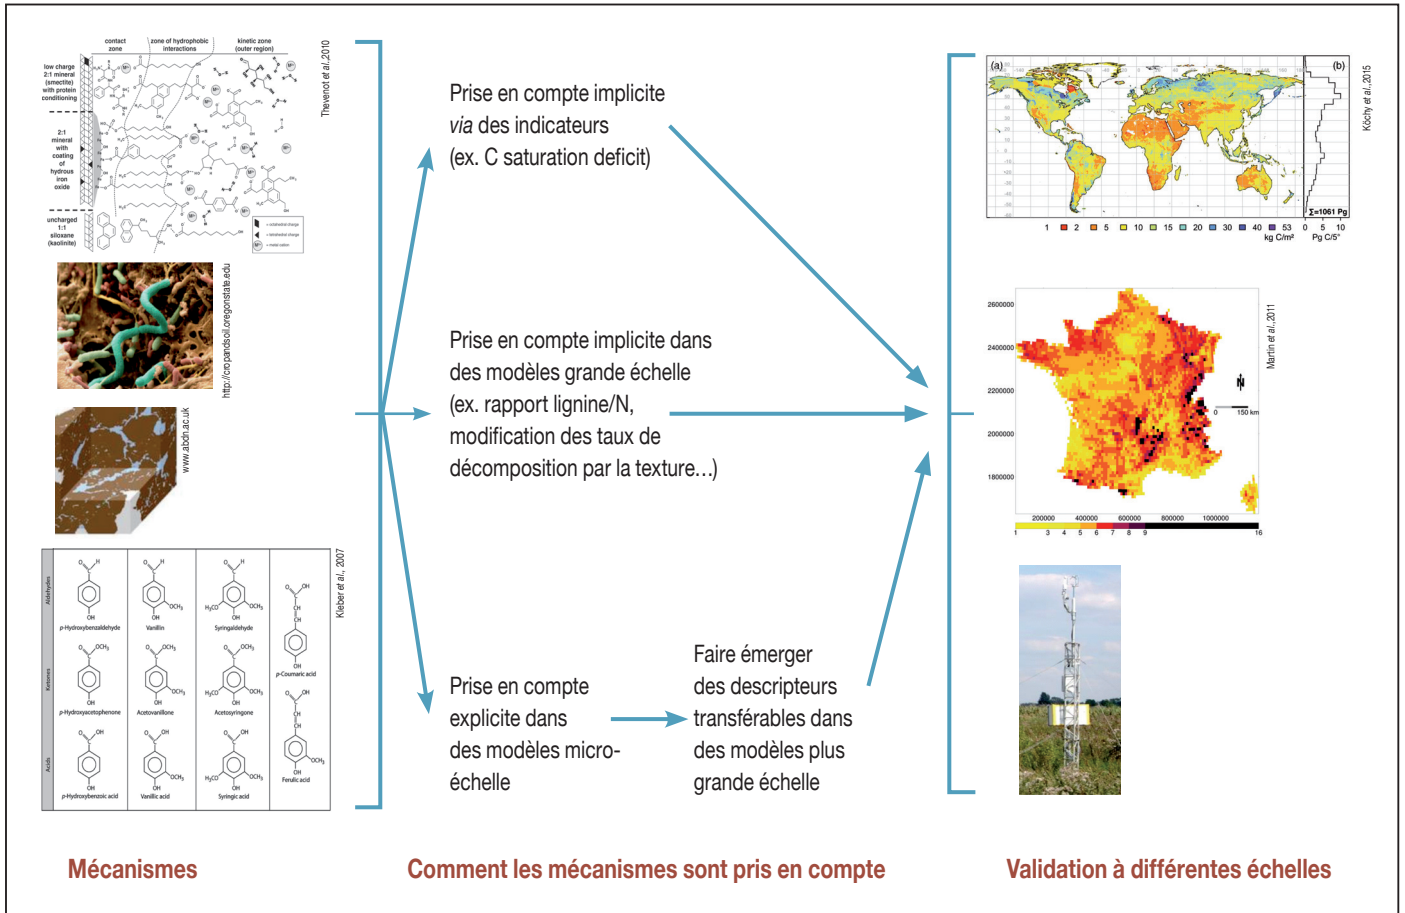 contact
zone
zone of hydrophobic
interactions
kinetic zone
(outer region)
low charge
2:1 mineral
(smectite)
with protein
conditioning
2:1
mineral
with
coating
of
hydrous
iron
oxide
uncharged
1:1
siloxane
(kaolinite)
= octahedral charge
= tetrahedral charge
= metal cation
Thevenot et al.,2010
http://cropandsoil.oregonstate.edu
www.abdn.ac.uk
Aldehydes
p-Hydroxybenzaldehyde
Vanillin
Syringaldehyde
p-Coumaric acid
Ketones
p-Hydroxyacetophenone
Acetovanillone
Acetosyringone
Acids
p-Hydroxybenzoic acid
Vanillic acid
Syringic acid
Ferulic acid
Kleber et al., 2007
Prise en compte implicite
via des indicateurs
(ex. C saturation deficit)
Prise en compte implicite dans
des modèles grande échelle
(ex. rapport lignine/N,
modification des taux de
décomposition par la texture…)
Prise en compte
explicite dans
des modèles micro-
échelle
Faire émerger
des descripteurs
transférables dans
des modèles plus
grande échelle
(a)
(b)
Σ=1061 Pg
1 2 5 10 15 20 30 40 53
kg C/m²
0 5 10
Pg C/5°
Köchy et al.,2015
2600000
2400000
2200000
2000000
1800000
N
0 150 km
200000 400000 600000 800000 1000000
1 3 4 5 6 7 8 9 16
Martin et al.,2011
Mécanismes
Comment les mécanismes sont pris en compte
Validation à différentes échelles